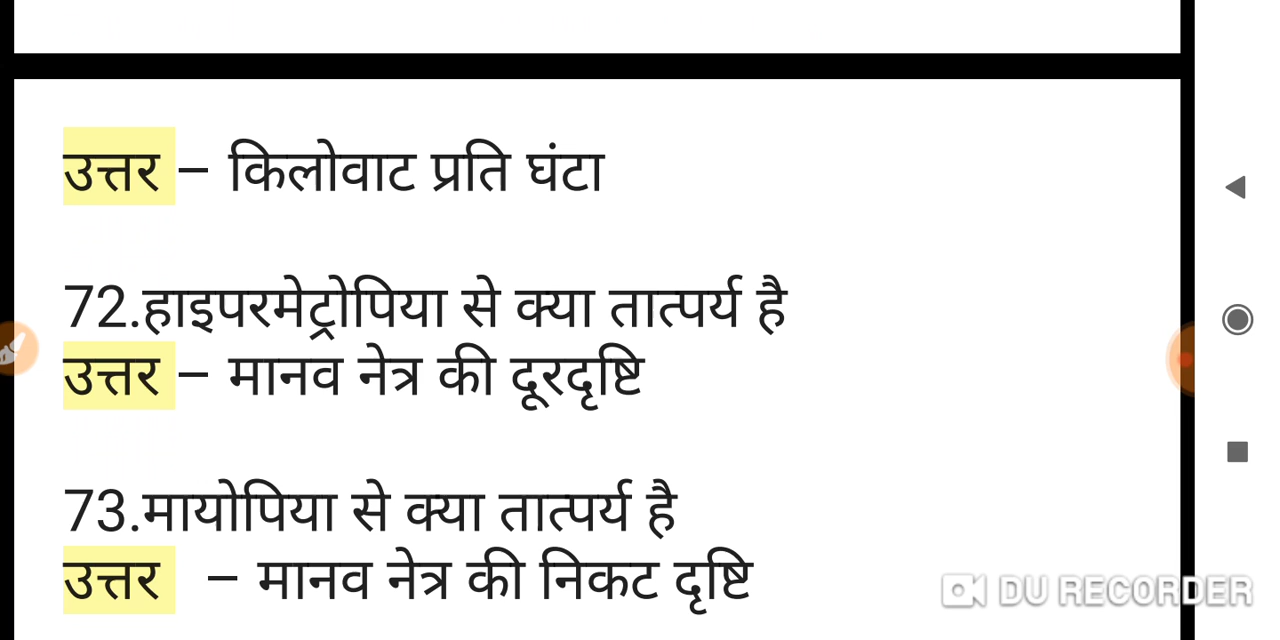 उत्तर – किलोवाट प्रति घंटा
72.हाइपरमेट्रोपिया से क्या तात्पर्य है
उत्तर – मानव नेत्र की दूरदृष्टि
73.मायोपिया से क्या तात्पर्य है
उत्तर – मानव नेत्र की निकट दृष्टि
DU RECORDER